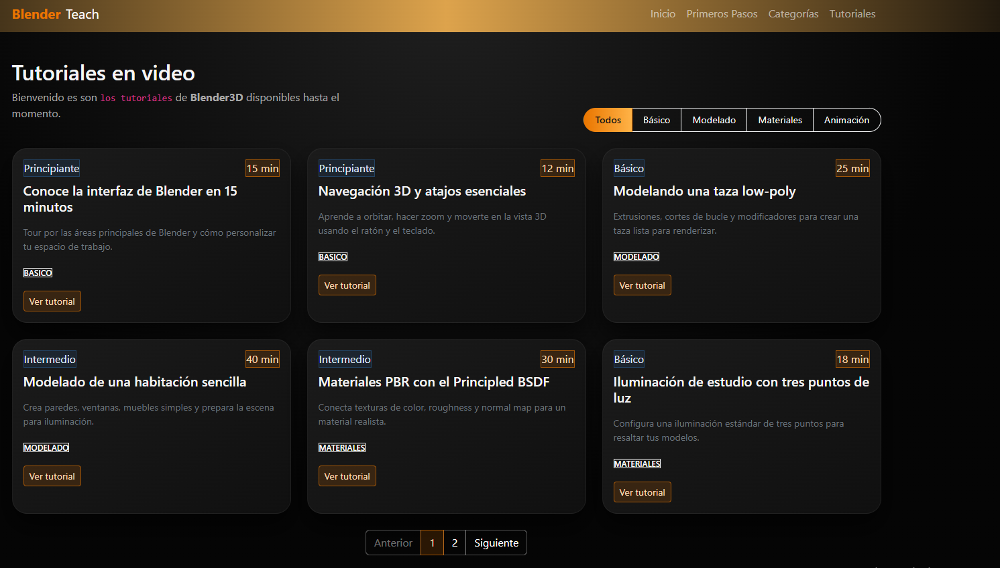 Blender Teach
Inicio Primeros Pasos Categorías Tutoriales
Tutoriales en video
Bienvenido es son los tutoriales de Blender3D disponibles hasta el
momento.
Todos Básico Modelado Materiales Animación
Principiante 15 min
Conoce la interfaz de Blender en 15
minutos
Tour por las áreas principales de Blender y cómo personalizar
tu espacio de trabajo.
BASICO
Ver tutorial
Principiante 12 min
Navegación 3D y atajos esenciales
Aprende a orbitar, hacer zoom y moverte en la vista 3D
usando el ratón y el teclado.
BASICO
Ver tutorial
Básico 25 min
Modelando una taza low-poly
Extrusiones, cortes de bucle y modificadores para crear una
taza lista para renderizar.
MODELADO
Ver tutorial
Intermedio 40 min
Modelado de una habitación sencilla
Crea paredes, ventanas, muebles simples y prepara la escena
para iluminación.
MODELADO
Ver tutorial
Intermedio 30 min
Materiales PBR con el Principled BSDF
Conecta texturas de color, roughness y normal map para un
material realista.
MATERIALES
Ver tutorial
Básico 18 min
Iluminación de estudio con tres puntos de
luz
Configura una iluminación estándar de tres puntos para
resaltar tus modelos.
MATERIALES
Ver tutorial
Anterior 1 2 Siguiente